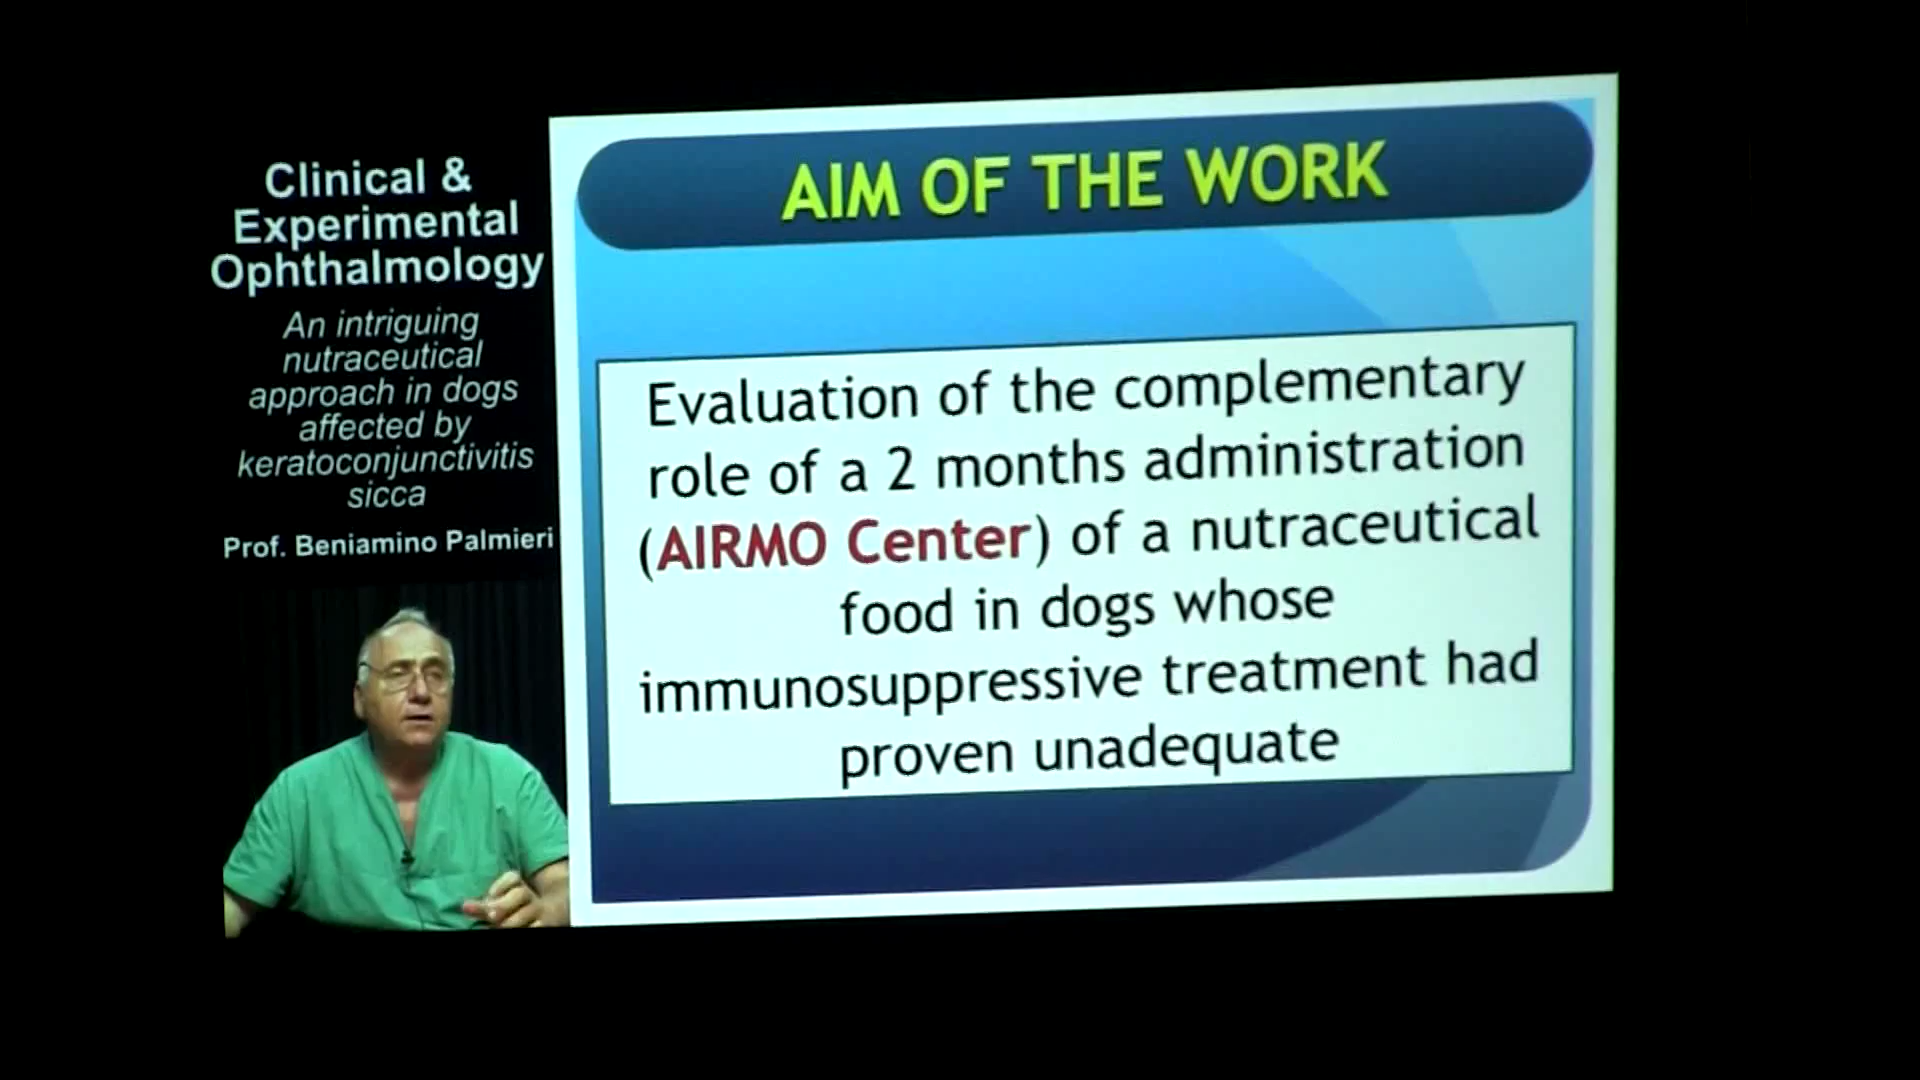 Clinical &
Experimental
Ophthalmology
An intriguing
nutraceutical
approach in dogs
affected by
keratoconjunctivitis
sicca
Prof. Beniamino Palmieri
AIM OF THE WORK
Evaluation of the complementary
role of a 2 months administration
(AIRMO Center) of a nutraceutical
food in dogs whose
immunosuppressive treatment had
proven unadequate